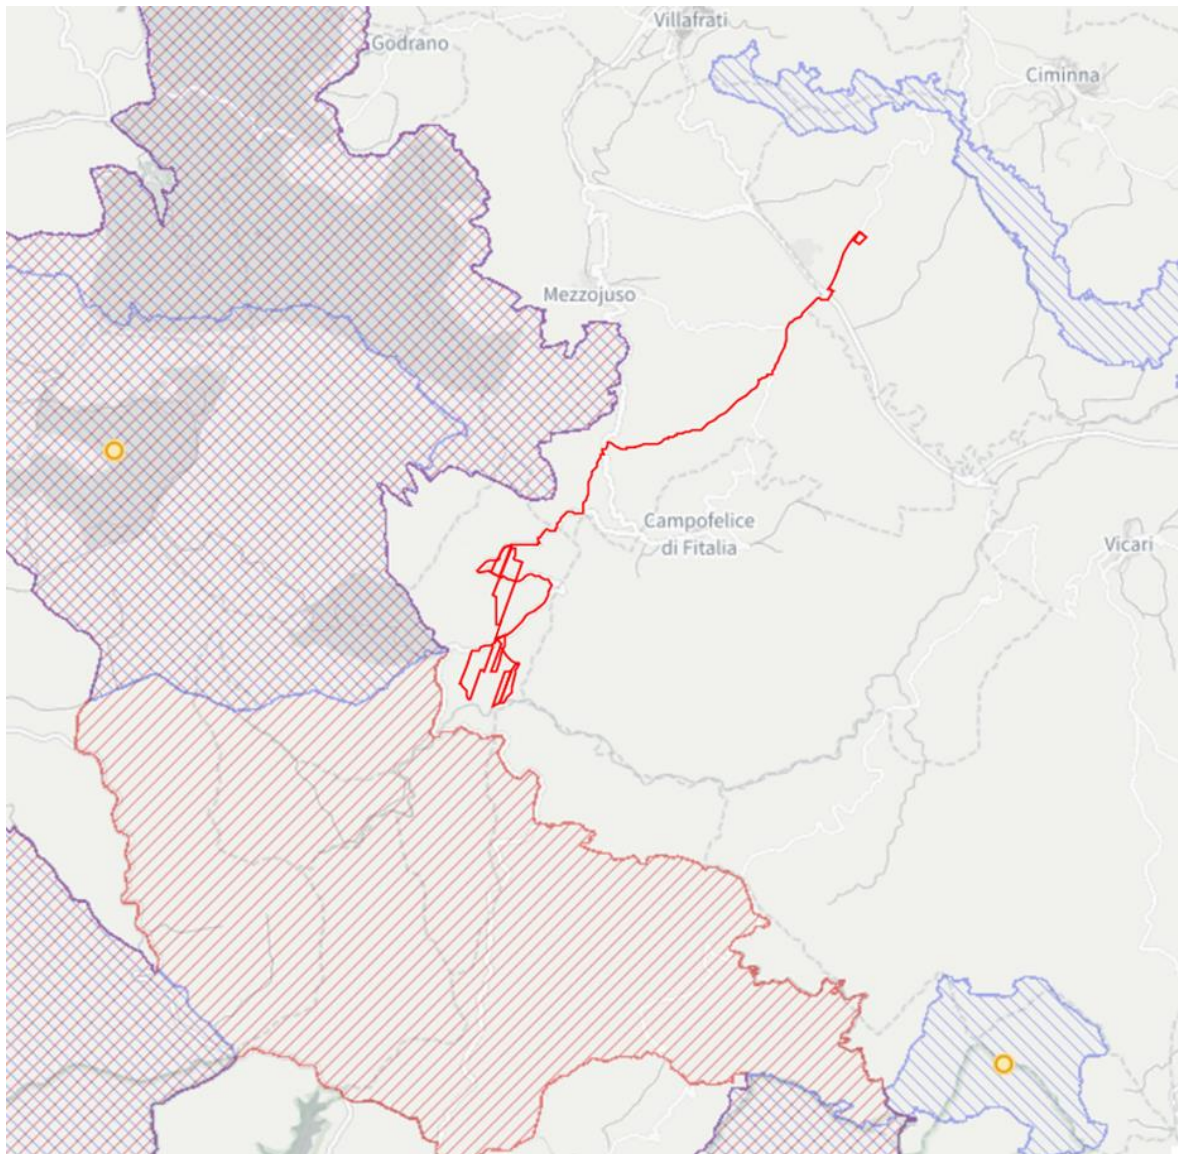 Villafrati
Godrano
Ciminna
Mezzojuso
Campofelice
di Fitalia
Vicari